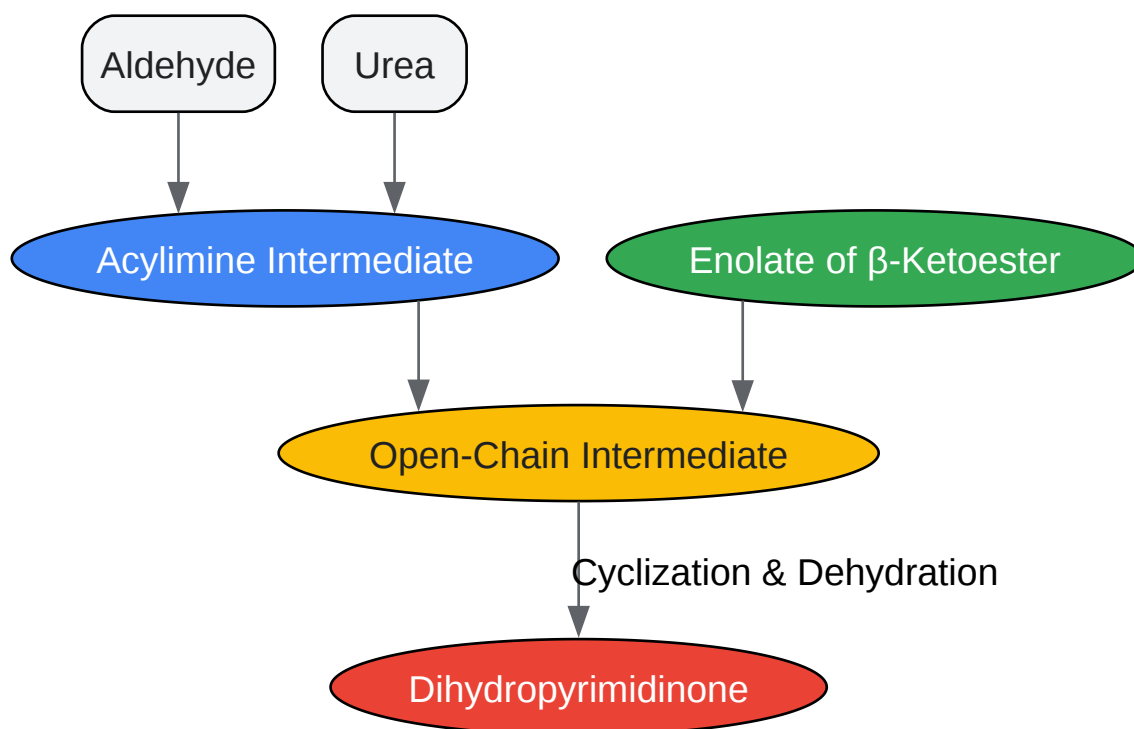 Aldehyde
Urea
Acylimine Intermediate
Enolate of β-Ketoester
Open-Chain Intermediate
Cyclization & Dehydration
Dihydropyrimidinone